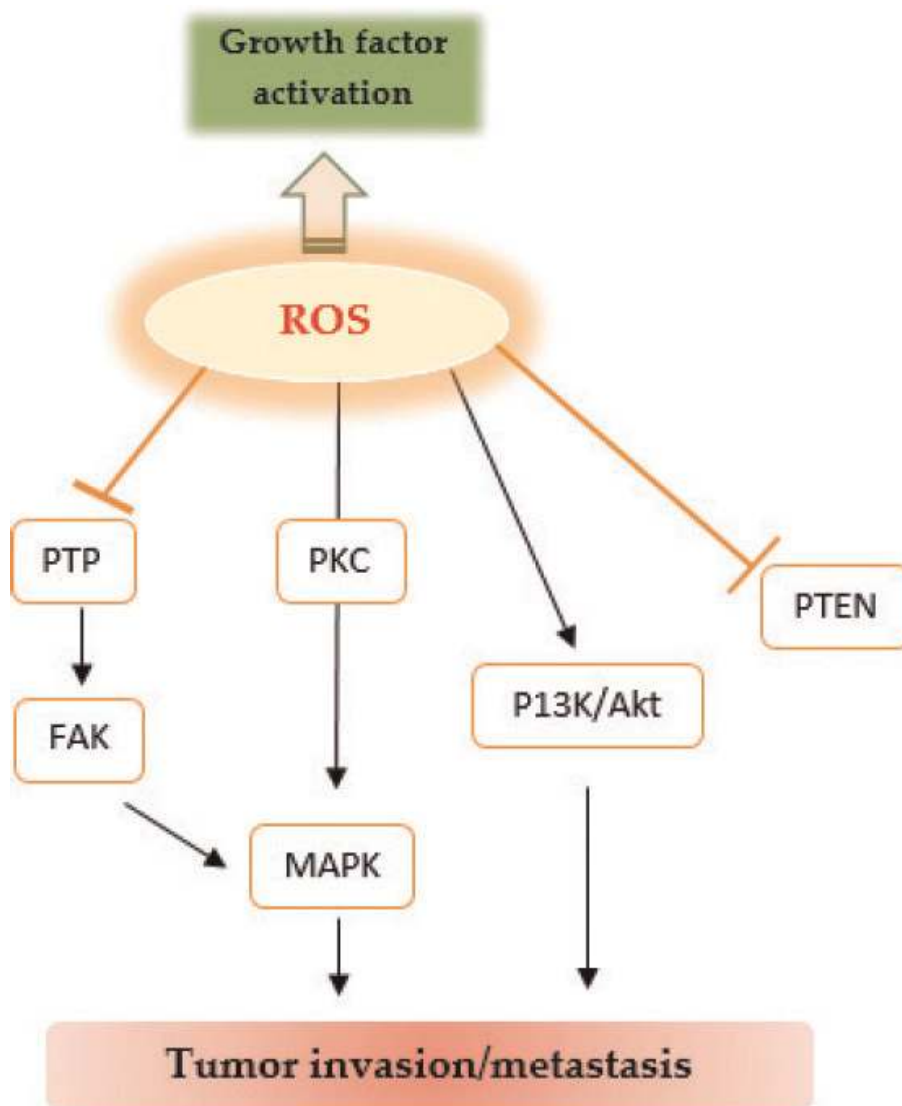 Growth factor
activation
ROS
PTP
PKC
PTEN
P13K/Akt
FAK
MAPK
Tumor invasion/metastasis